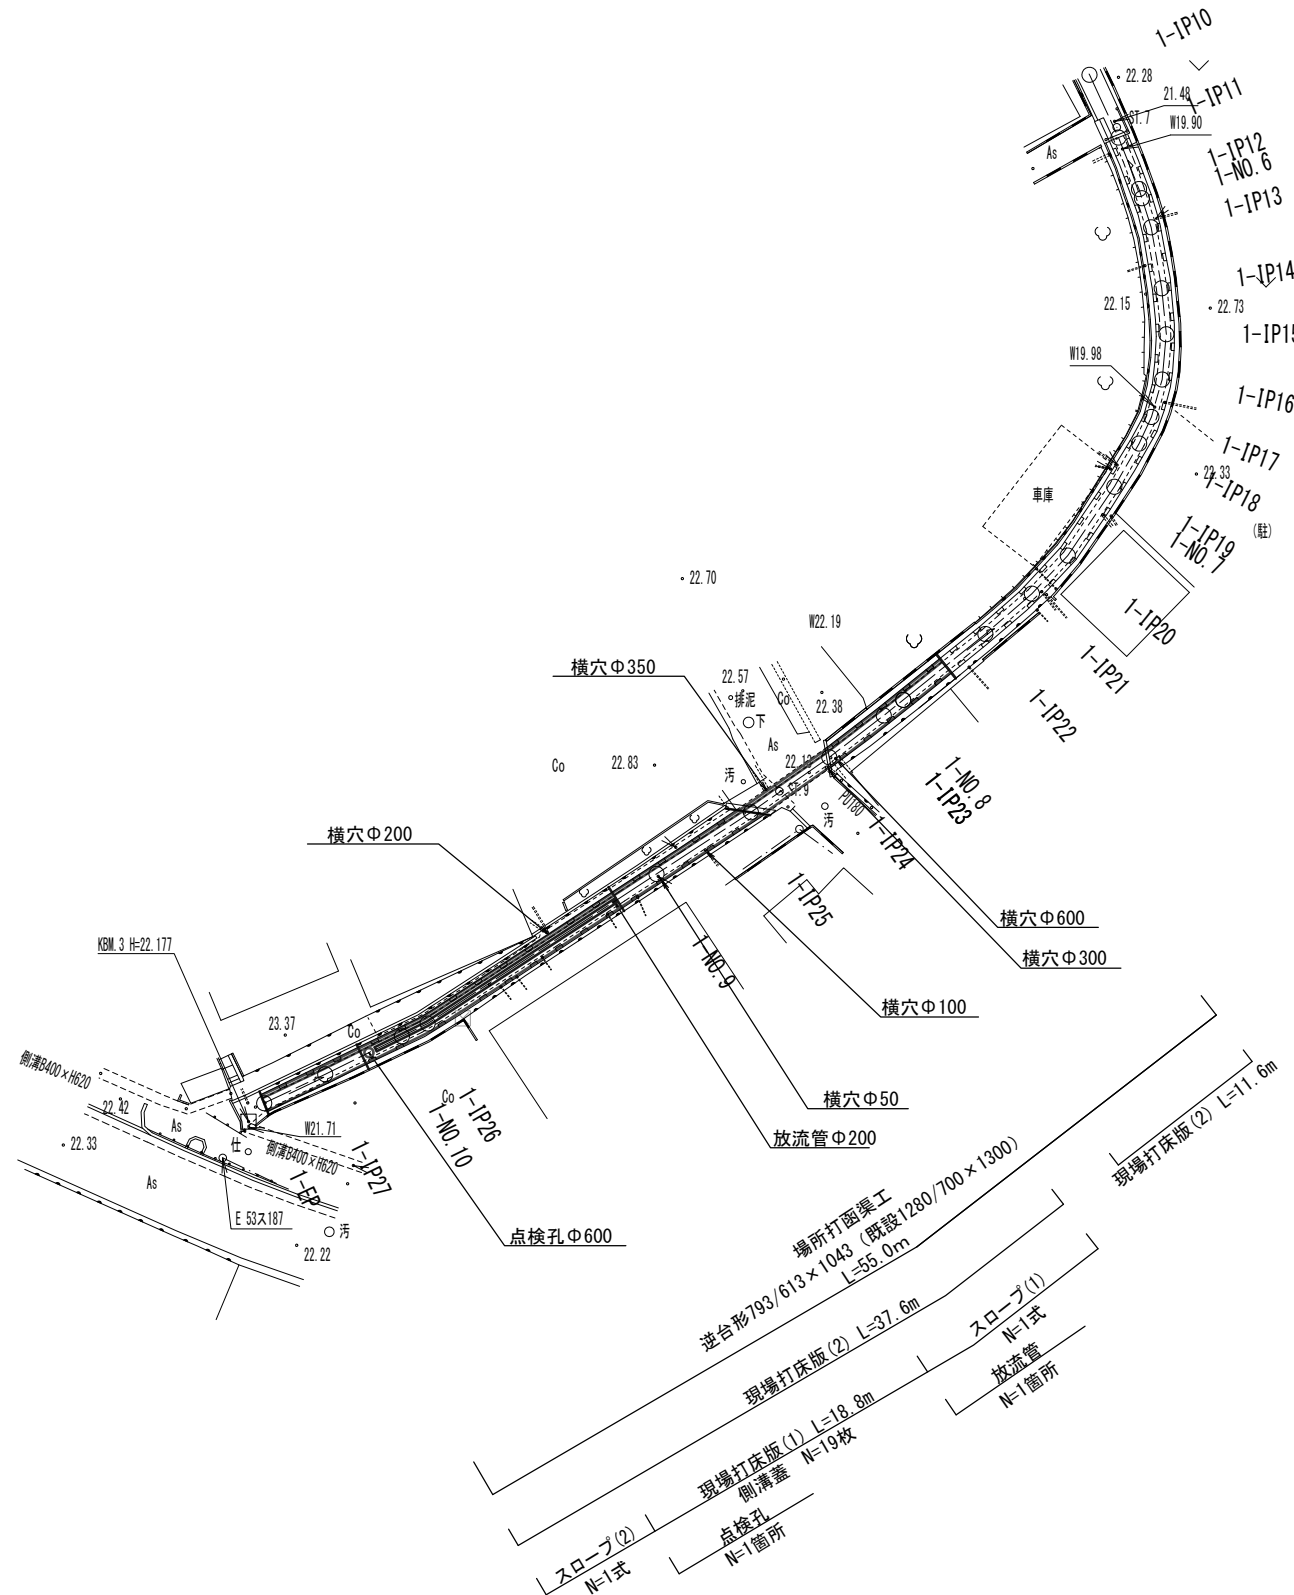 1-IP10
22.28
21.48
1-IP11
ST.7
W19.90
As
1-IP12
1-NO.6
1-IP13
1-IP14
22.15
22.73
1-IP15
W19.98
1-IP16
1-IP17
22.33
1-IP18
車庫
(駐)
1-IP19
1-NO.7
22.70
1-IP20
W22.19
1-IP21
横穴Φ350
22.57
排泥
Co
22.38
下
1-IP22
As
Co
22.83
汚
1-NO.8
1-IP23
PU180
汚
横穴Φ200
1-IP24
1-IP25
横穴Φ600
KBM.3 H=22.177
1-NO.9
横穴Φ300
横穴Φ100
23.37
Co
側溝B400×H620
22.42
As
22.33
W21.71
仕
側溝B400×H620
Co
1-IP26
1-NO.10
横穴Φ50
放流管Φ200
1-IP27
As
1-EP
E 53ス187
汚
22.22
点検孔Φ600
現場打床版(2) L=11.6m
場所打函渠工
逆台形793/613×1043 (既設1280/700×1300)
L=55.0m
現場打床版(2) L=37.6m
スロープ(1)
N=1式
放流管
N=1箇所
現場打床版(1) L=18.8m
側溝蓋 N=19枚
点検孔
N=1箇所
スロープ(2)
N=1式